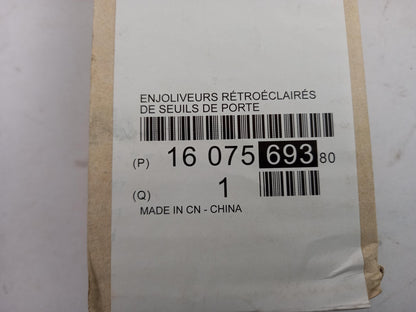 ENJOLIVEURS RÉTROÉCLAIRÉS
DE SEUILS DE PORTE
(P) 16 075 693 80
(Q) 1
MADE IN CN - CHINA